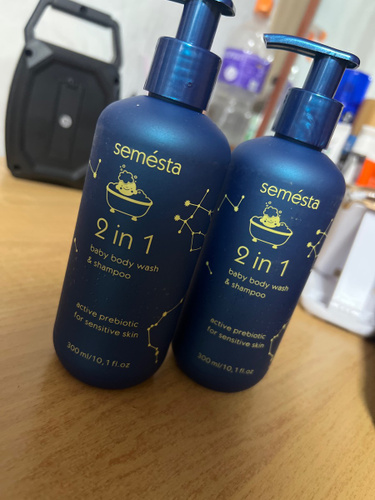 semésta
2 in 1
baby body wash
& shampoo
active prebiotic
for sensitive skin
300 ml/10,1 fl.oz
semésta
2 in 1
baby body wash
& shampoo
active prebiotic
for sensitive skin
300 ml/10,1 fl.oz